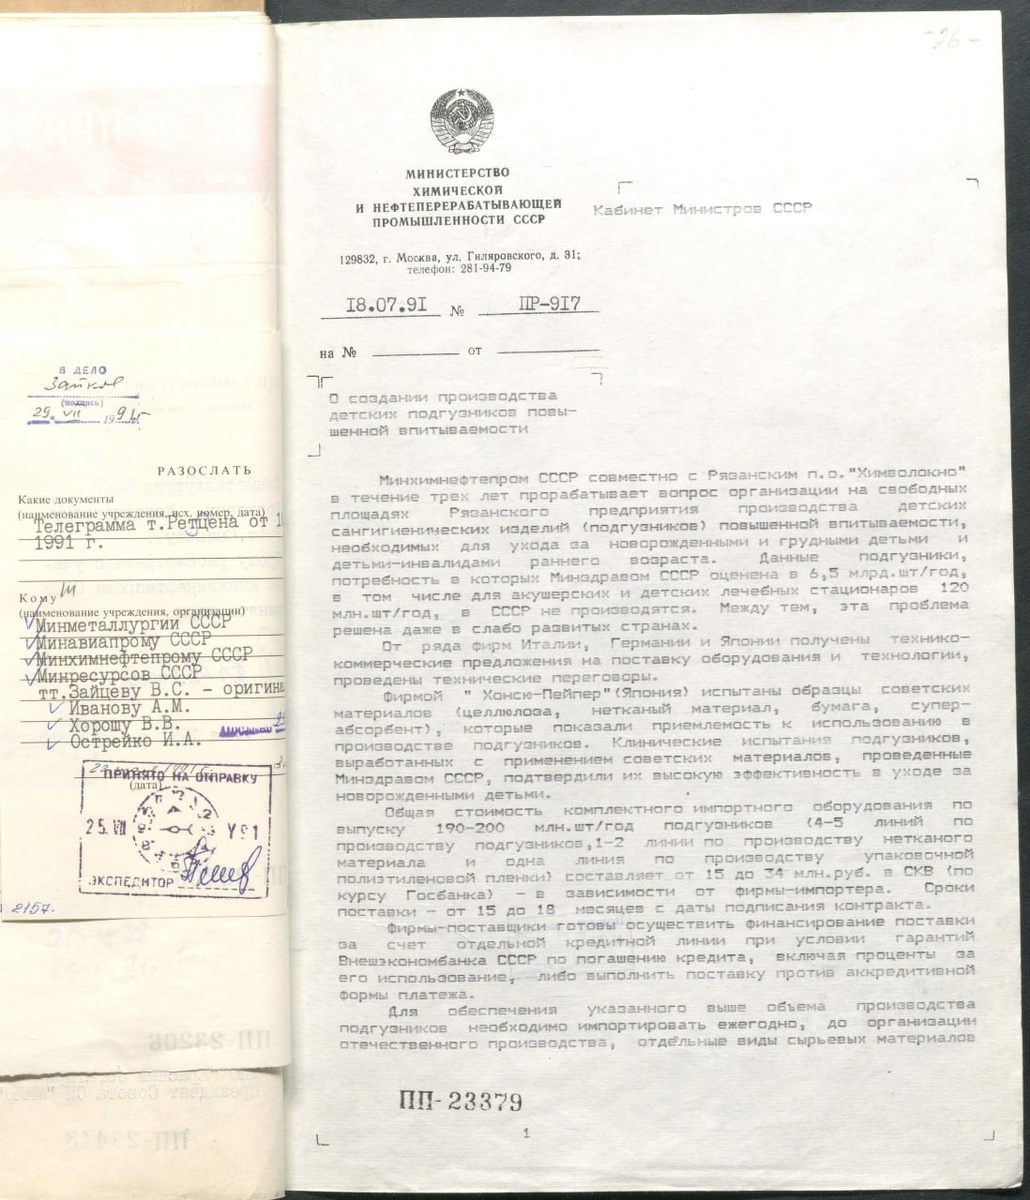 -26-
МИНИСТЕРСТВО
ХИМИЧЕСКОЙ
И НЕФТЕПЕРЕРАБАТЫВАЮЩЕЙ
ПРОМЫШЛЕННОСТИ СССР
129832, г. Москва, ул. Гиляровского, д. 31;
телефон: 281-94-79
18.07.91 № ПР-917
на № от
Кабинет Министров СССР
О создании производства
детских подгузников повы-
шенной впитываемости
Минхимнефтепром СССР совместно с Рязанским п.о."Химволокно"
в течение трех лет прорабатывает вопрос организации на свободных
площадях Рязанского предприятия производства детских
сангигиенических изделий (подгузников) повышенной впитываемости,
необходимых для ухода за новорожденными и грудными детьми и
детьми-инвалидами раннего возраста. Данные подгузники,
потребность в которых Минздравом СССР оценена в 6,5 млрд.шт/год,
в том числе для акушерских и детских лечебных стационаров 120
млн.шт/год, в СССР не производятся. Между тем, эта проблема
решена даже в слабо развитых странах.
От ряда фирм Италии, Германии и Японии получены технико-
коммерческие предложения на поставку оборудования и технологии,
проведены технические переговоры.
Фирмой " Хонсю-Пейпер"(Япония) испытаны образцы советских
материалов (целлюлоза, нетканый материал, бумага, супер-
абсорбент), которые показали приемлемость к использованию в
производстве подгузников. Клинические испытания подгузников,
выработанных с применением советских материалов, проведенные
Минздравом СССР, подтвердили их высокую эффективность в уходе за
новорожденными детьми.
Общая стоимость комплектного импортного оборудования по
выпуску 190-200 млн.шт/год подгузников (4-5 линий по
производству подгузников,1-2 линии по производству нетканого
материала и одна линия по производству упаковочной
полиэтиленовой пленки) составляет от 15 до 34 млн.руб. в СКВ (по
курсу Госбанка) - в зависимости от фирмы-импортера. Сроки
поставки - от 15 до 18 месяцев с даты подписания контракта.
Фирмы-поставщики готовы осуществить финансирование поставки
за счет отдельной кредитной линии при условии гарантий
Внешэкономбанка СССР по погашению кредита, включая проценты за
его использование, либо выполнить поставку против аккредитивной
формы платежа.
Для обеспечения указанного выше объема производства
подгузников необходимо импортировать ежегодно, до организации
отечественного производства, отдельные виды сырьевых материалов
ПП-23379
1
В ДЕЛО
(подпись)
29. VII 199
РАЗОСЛАТЬ
Какие документы
(наименование учреждения, исх. номер, дата)
Телеграмма т.Ретцена от 1
1991 г.
Кому
(наименование учреждения, организации)
Минметаллургии СССР
Минавиапрому СССР
Минхимнефтепрому СССР
Минресурсов СССР
тт.Зайцеву В.С. - оригина
Иванову А.М.
Хорошу В.В.
Острейко И.А.
(дата)
ПРИНЯТО НА ОТПРАВКУ
25. VII
ЭКСПЕДИТОР
2157.